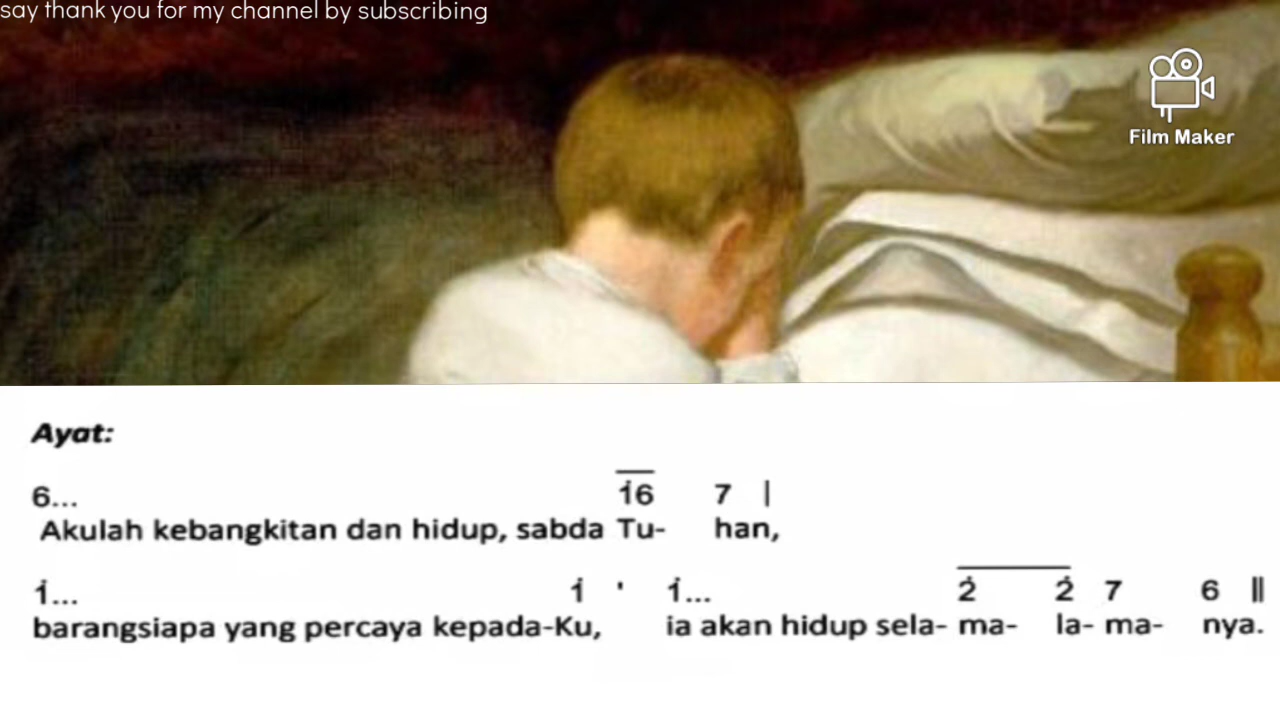 say thank you for my channel by subscribing
Film Maker
Ayat:
6... i̇6 7 |
Akulah kebangkitan dan hidup, sabda Tu- han,
1̇... 1̇ ' 1̇... 2̇ 2̇ 7 6 ||
barangsiapa yang percaya kepada-Ku, ia akan hidup sela- ma- la- ma- nya.